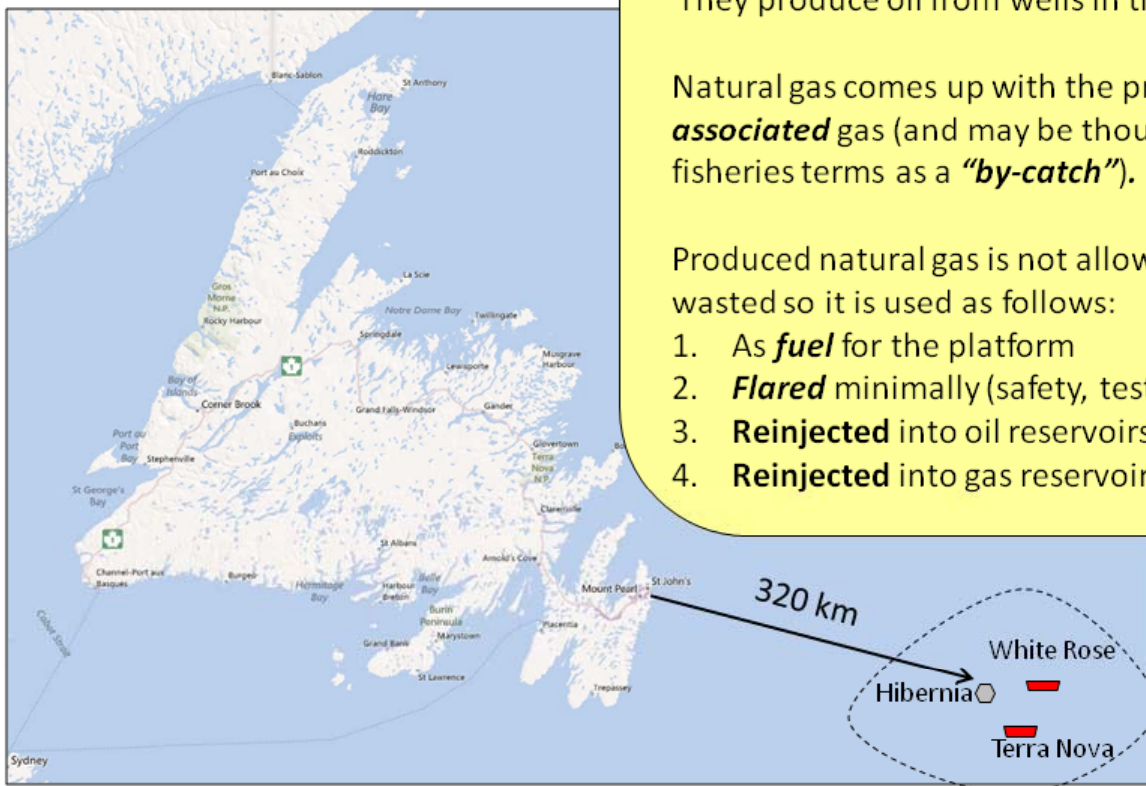 They produce oil from wells in t
Natural gas comes up with the pr
associated gas (and may be thou
fisheries terms as a “by-catch”).
Produced natural gas is not allow
wasted so it is used as follows:
1. As fuel for the platform
2. Flared minimally (safety, test
3. Reinjected into oil reservoirs
4. Reinjected into gas reservoir
Blanc-Sablon
St Anthony
Hare
Bay
Roddickton
Port au Choix
La Scie
Gros
Morne
N.P.
Rocky Harbour
Notre Dame Bay
Twillingate
Springdale
Musgrave
Harbour
Lewisporte
Bay of
Islands
Corner Brook
Grand Falls-Windsor
Gander
Buchans
Exploits
Port au
Port
Bay
Stephenville
Glovertown
Terra
Nova
N.P.
Bo
St George's
Bay
1
1
Clarenville
St Albans
Arnold's Cove
Channel-Port aux
Basques
Burgeo
Hermitage
Bay
Harbour
Breton
Belle
Bay
Mount Pearl
St John's
320 km
Cabot Strait
Burin
Peninsula
Marystown
Placentia
Grand Bank
St Lawrence
Trepassey
White Rose
Hibernia
Terra Nova
Sydney